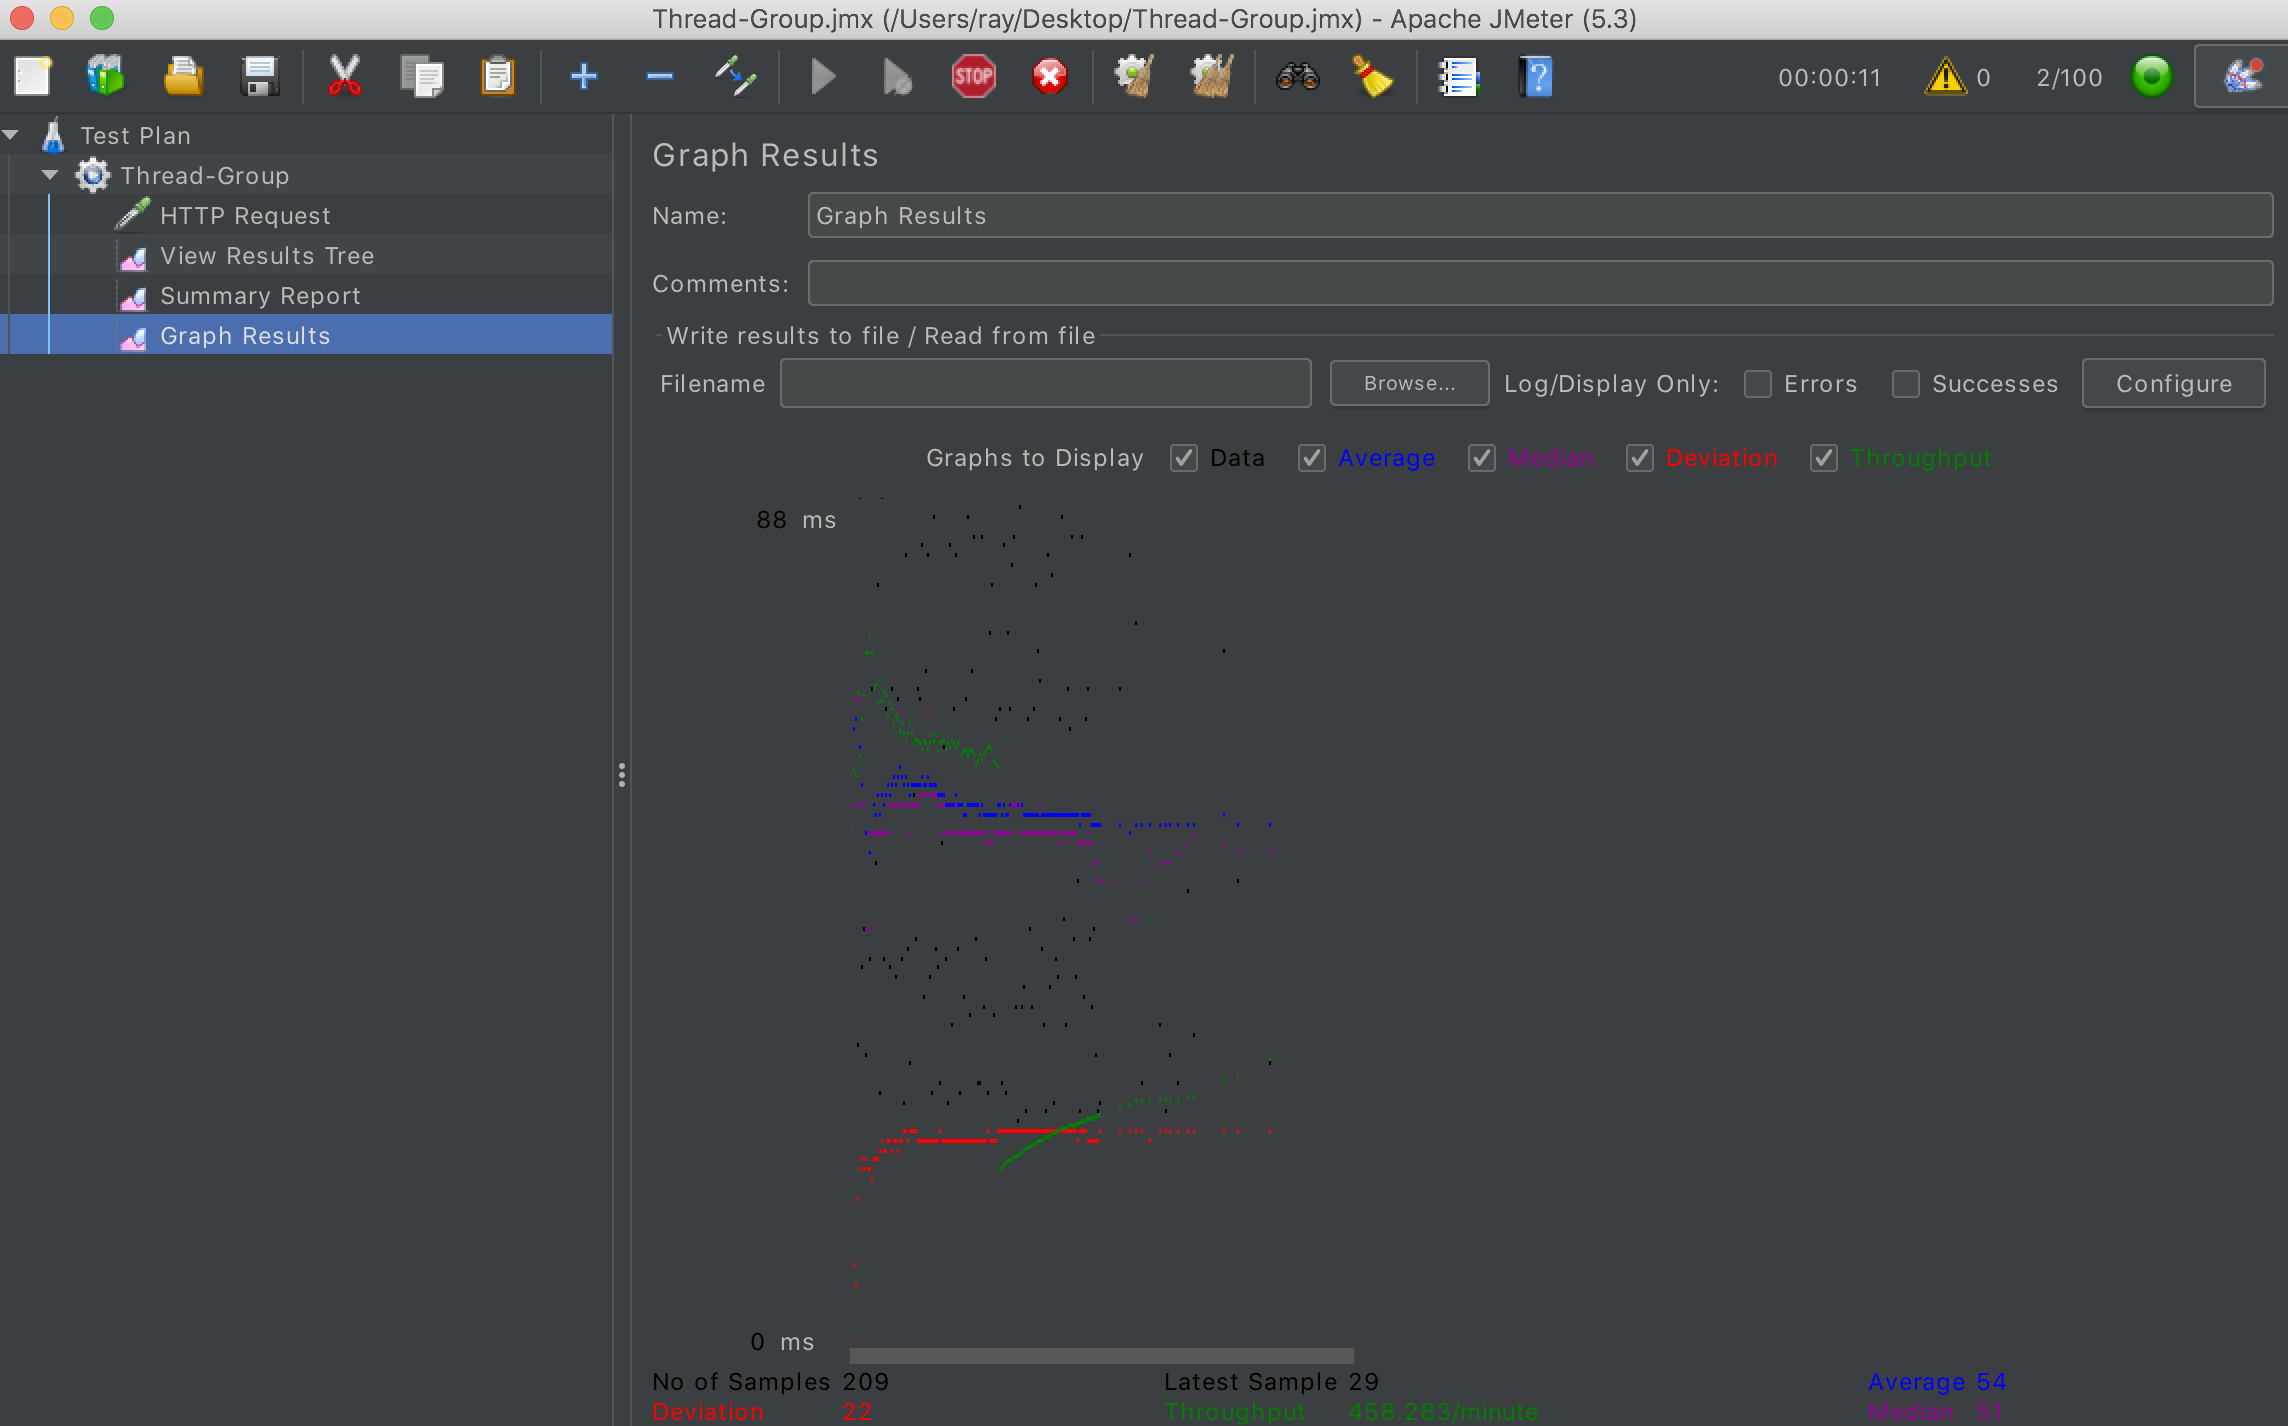 Thread-Group.jmx (/Users/ray/Desktop/Thread-Group.jmx) - Apache JMeter (5.3)
STOP
00:00:11 0 2/100
Test Plan
Thread-Group
HTTP Request
View Results Tree
Summary Report
Graph Results
Graph Results
Name: Graph Results
Comments:
Write results to file / Read from file
Filename Browse... Log/Display Only: Errors Successes Configure
Graphs to Display Data Average Median Deviation Throughput
88 ms
0 ms
No of Samples 209 Latest Sample 29 Average 54
Deviation 22 Throughput 458.283/minute Median 51